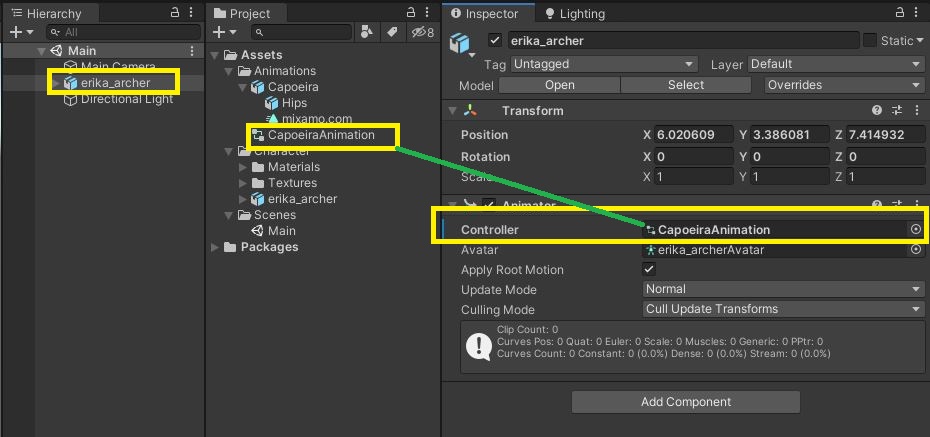 Hierarchy
All
Main
Main Camera
erika_archer
Directional Light
Project
8
Assets
Animations
Capoeira
Hips
mixamo.com
CapoeiraAnimation
Character
Materials
Textures
erika_archer
Scenes
Main
Packages
Inspector
Lighting
erika_archer
Static
Tag Untagged Layer Default
Model Open Select Overrides
Transform
Position X 6.020609 Y 3.386081 Z 7.414932
Rotation X 0 Y 0 Z 0
Scale X 1 Y 1 Z 1
Animator
Controller CapoeiraAnimation
Avatar erika_archerAvatar
Apply Root Motion
Update Mode Normal
Culling Mode Cull Update Transforms
Clip Count: 0
Curves Pos: 0 Quat: 0 Euler: 0 Scale: 0 Muscles: 0 Generic: 0 PPtr: 0
Curves Count: 0 Constant: 0 (0.0%) Dense: 0 (0.0%) Stream: 0 (0.0%)
Add Component